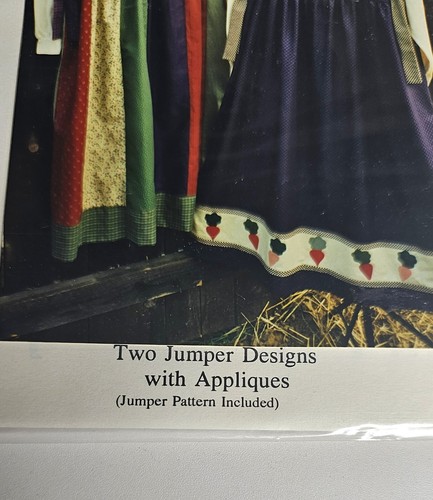 Two Jumper Designs
with Appliques
(Jumper Pattern Included)